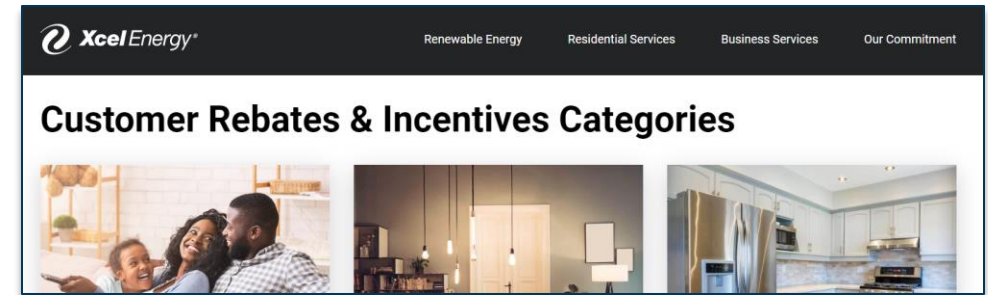 Xcel Energy®
Renewable Energy
Residential Services
Business Services
Our Commitment
Customer Rebates & Incentives Categories